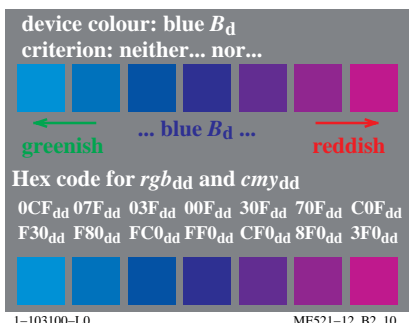 device colour: blue Bd
criterion: neither... nor...
... blue Bd ...
greenish reddish
Hex code for rgbdd and cmydd
0CFdd 07Fdd 03Fdd 00Fdd 30Fdd 70Fdd C0Fdd
F30dd F80dd FC0dd FF0dd CF0dd 8F0dd 3F0dd
1-103100-L0 ME521-12, B2_10